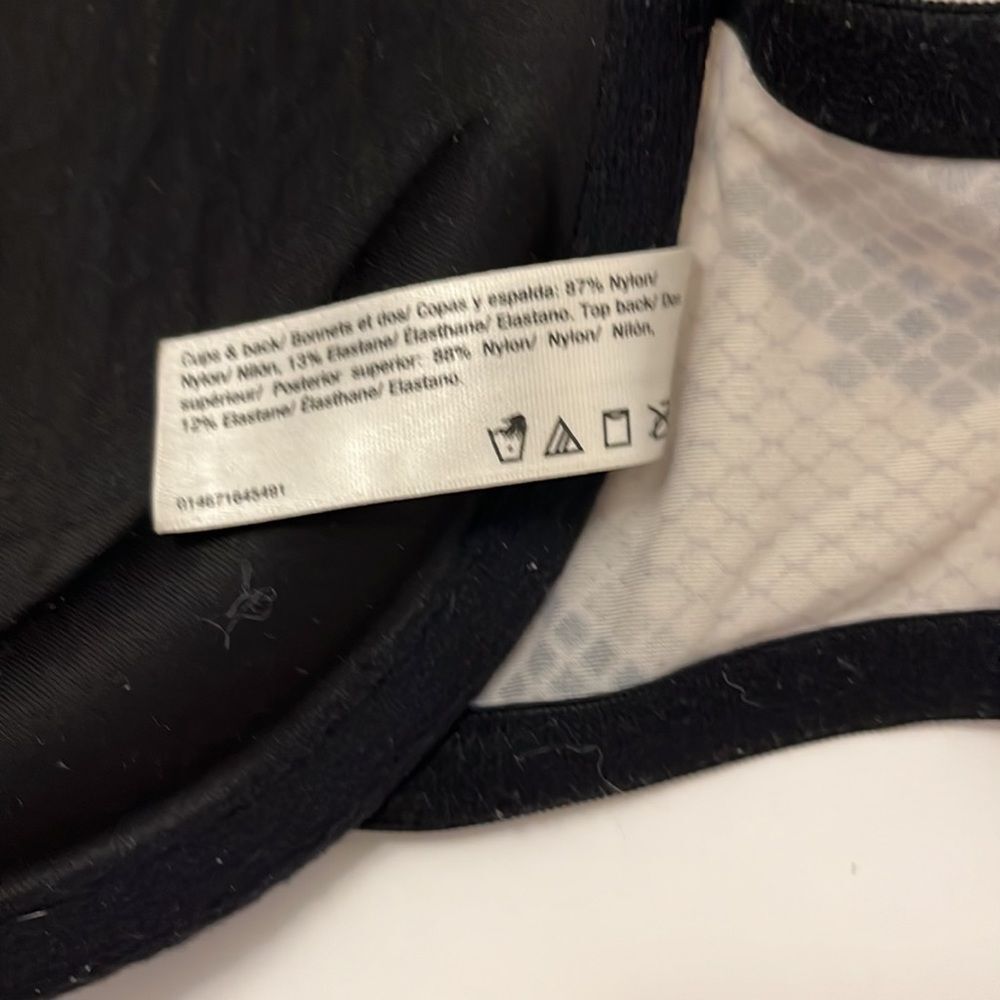 Cups & back/ Bonnets et dos/ Copas y espalda: 87% Nylon/
Nylon/ Nilón, 13% Elastane/ Élasthane/ Elastano. Top back/ Dos
supérieur/ Posterior superior: 88% Nylon/ Nylon/ Nilón,
12% Elastane/ Élasthane/ Elastano.
014671645491